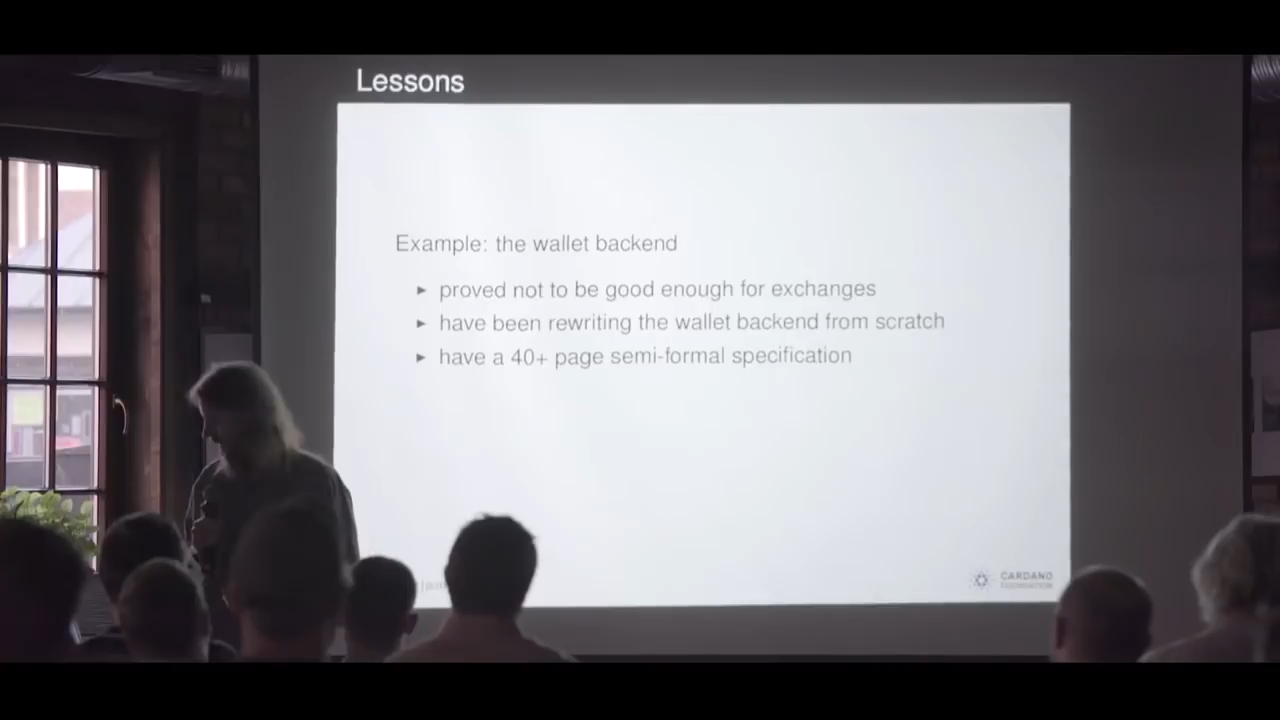 Lessons
Example: the wallet backend
▸ proved not to be good enough for exchanges
▸ have been rewriting the wallet backend from scratch
▸ have a 40+ page semi-formal specification
CARDANO
FOUNDATION